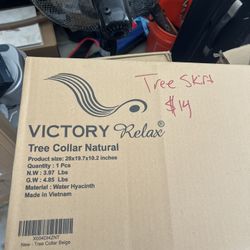 Tree Skirt
$14
VICTORY Relax
Tree Collar Natural
Product size: 28x19.7x10.2 inches
Quantity : 1 Pcs
N.W : 3.97 Lbs
G.W : 4.85 Lbs
Material : Water Hyacinth
Made in Vietnam
New - Tree Collar Beige